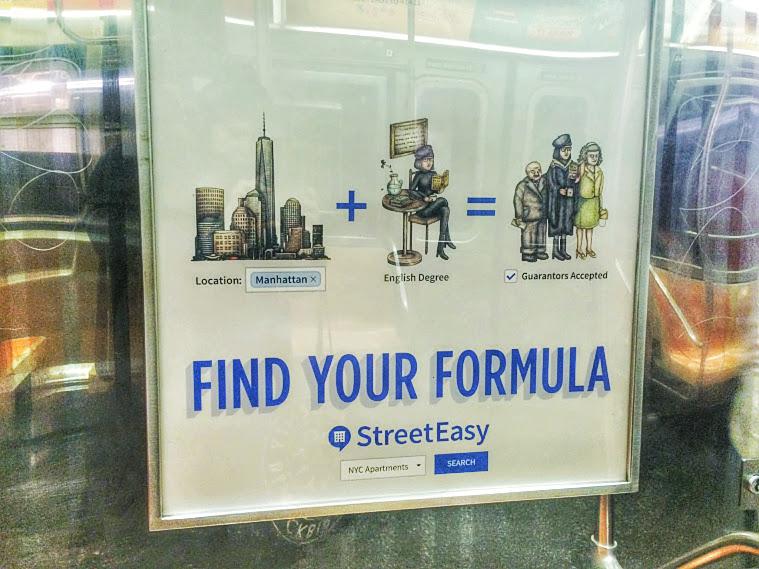 +
=
Location: Manhattan ×
English Degree
Guarantors Accepted
FIND YOUR FORMULA
StreetEasy
NYC Apartments
SEARCH